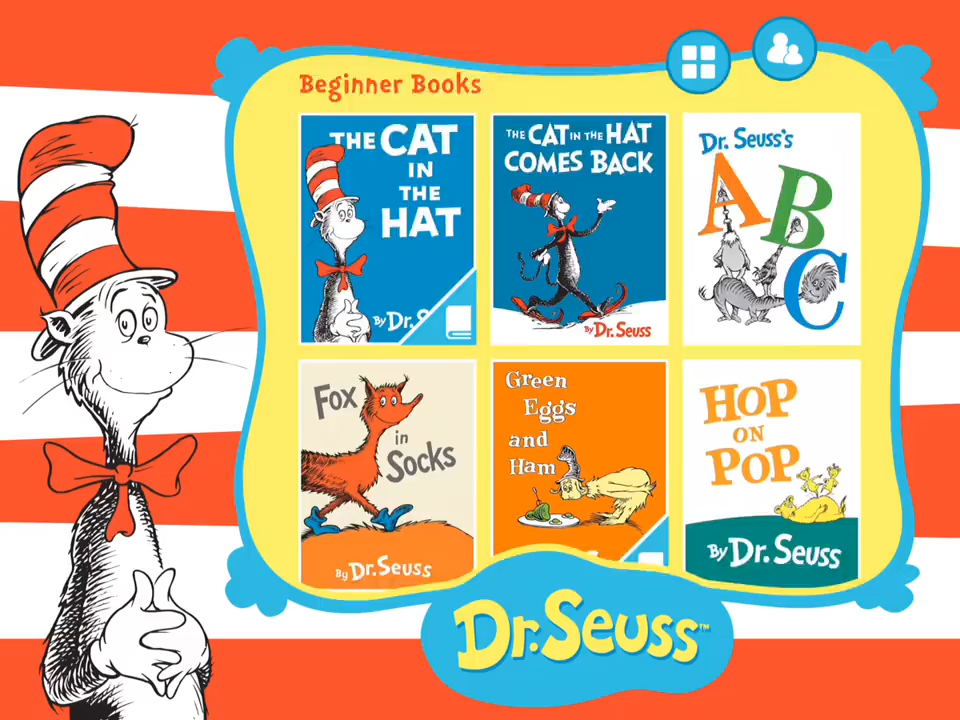 Beginner Books
THE CAT
IN
THE
HAT
By Dr. S
THE CAT IN THE HAT
COMES BACK
By Dr. Seuss
Dr. Seuss's
A
B
C
Fox
in
Socks
By Dr. Seuss
Green
Eggs
and
Ham
HOP
ON
POP
By Dr. Seuss
Dr. Seuss™